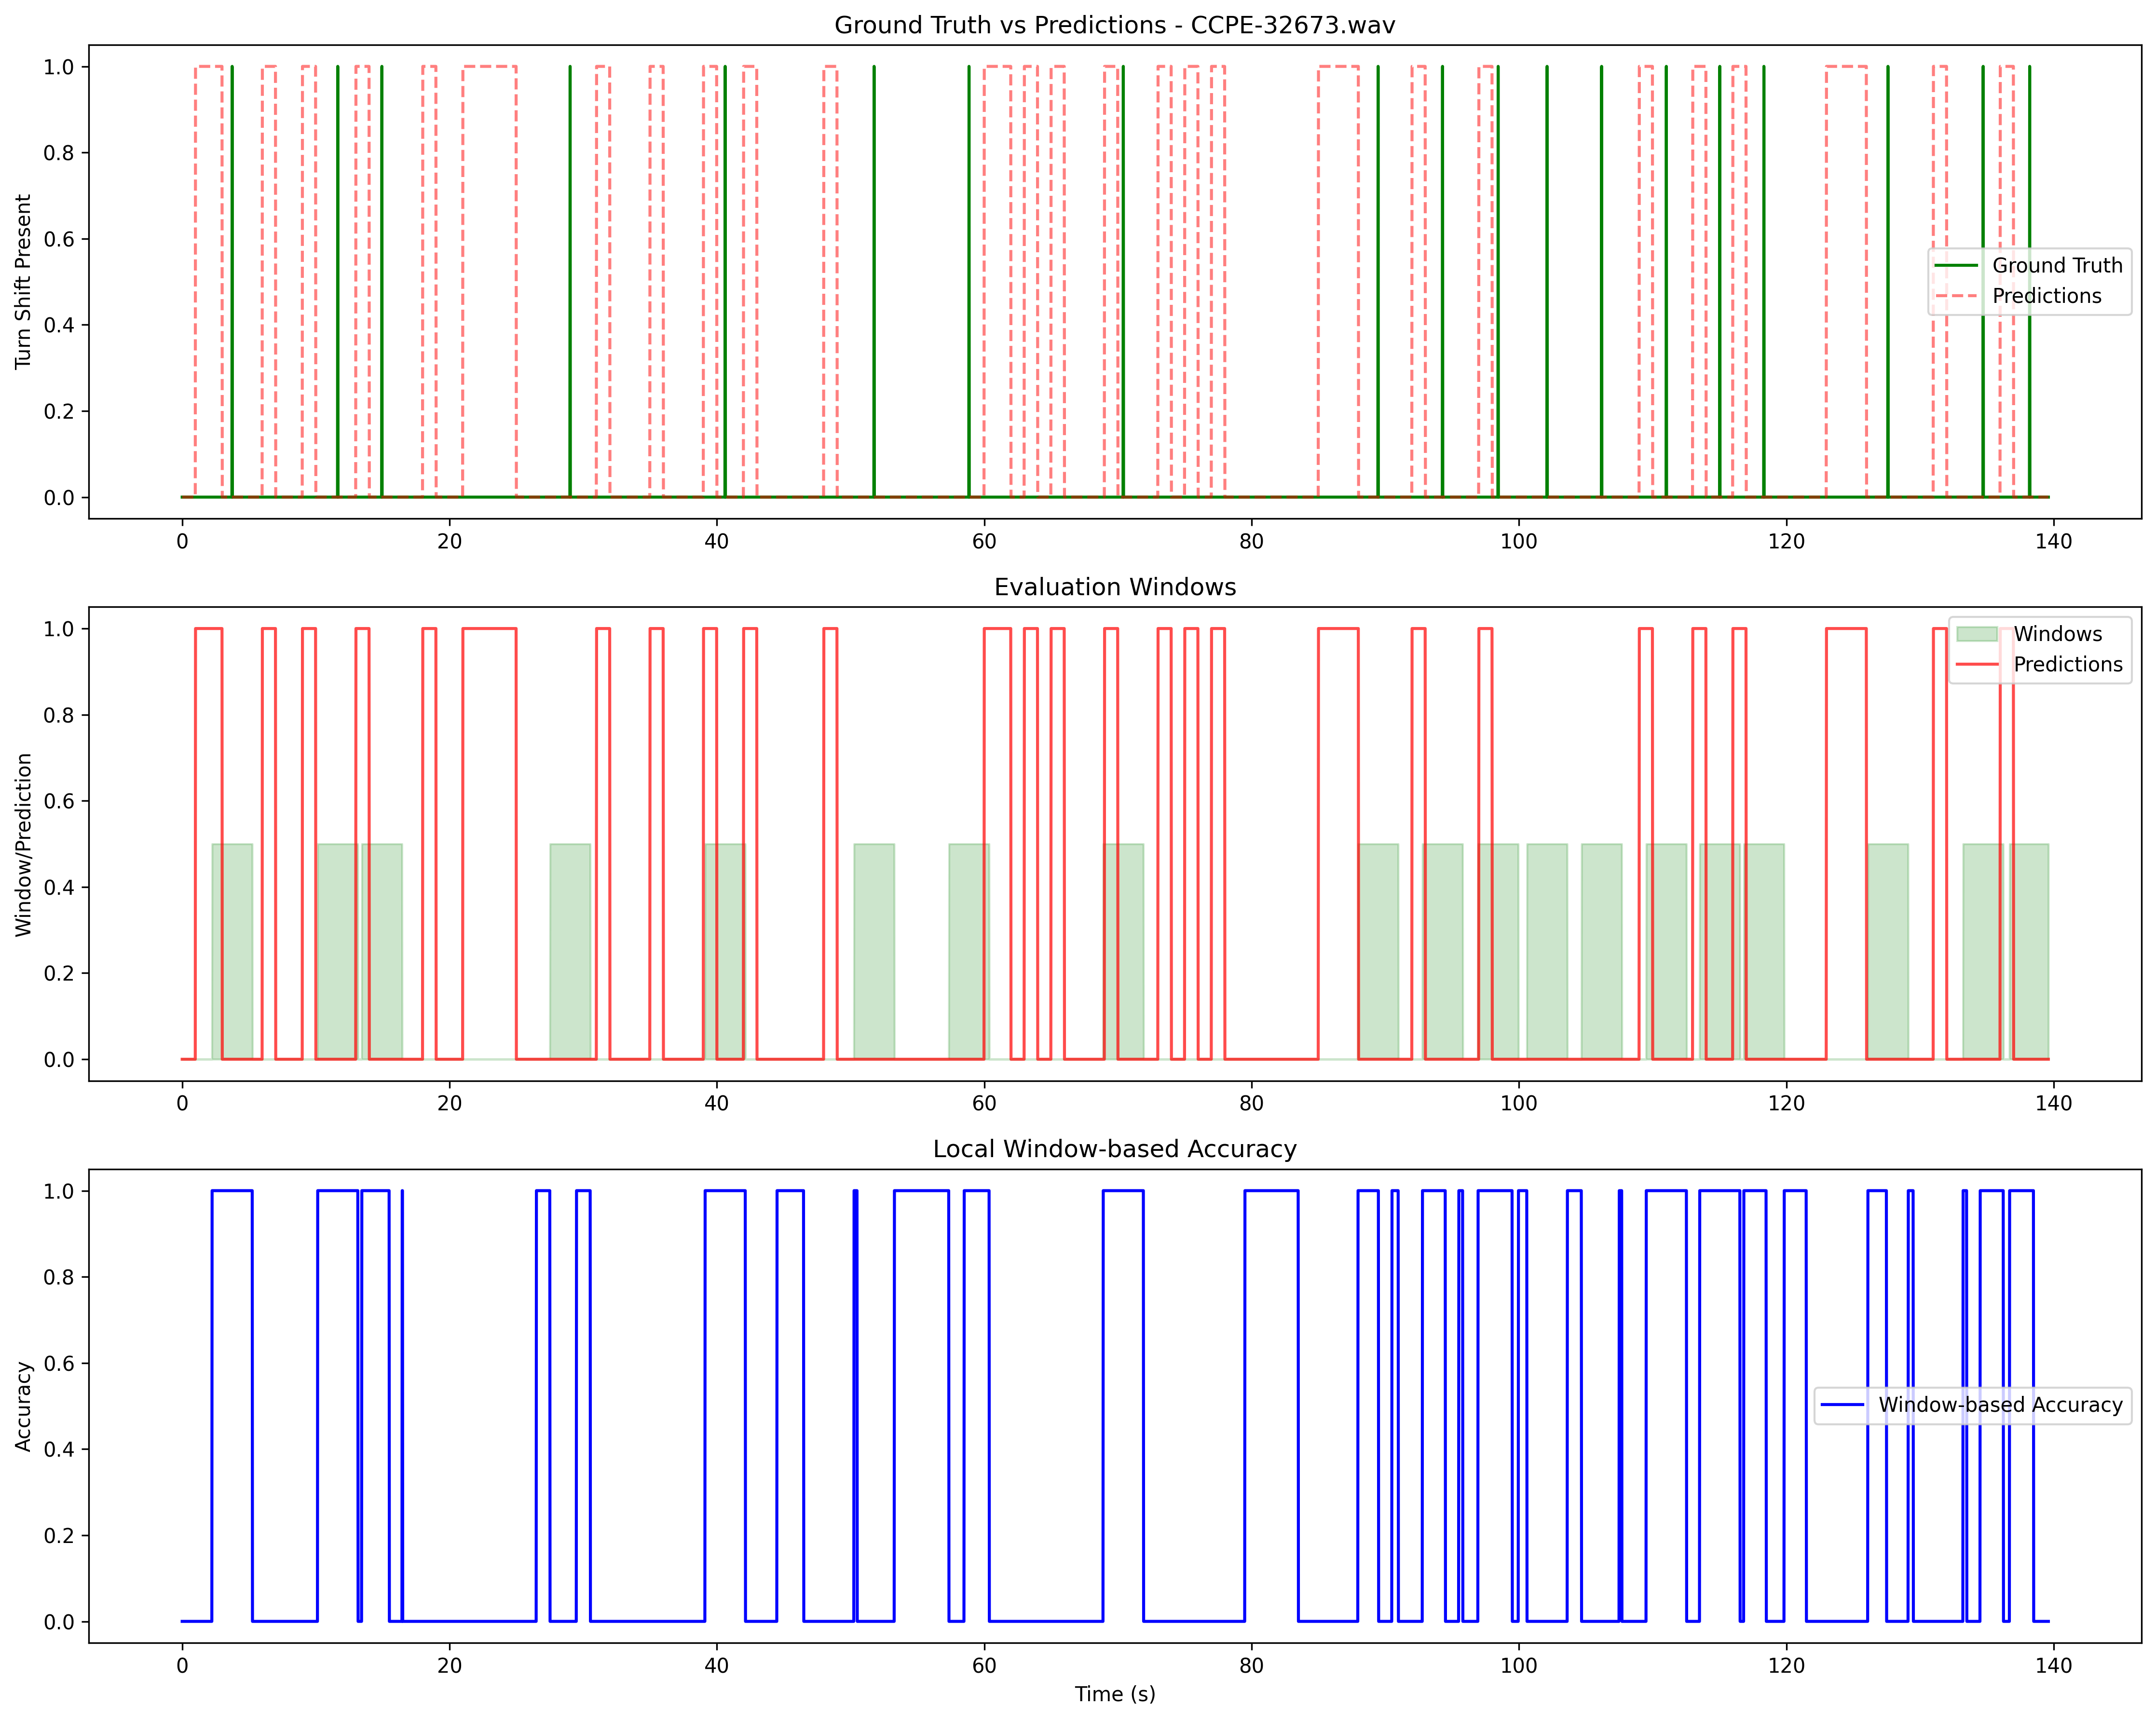 Ground Truth vs Predictions - CCPE-32673.wav
1.0
0.8
0.6
0.4
0.2
0.0
Turn Shift Present
Ground Truth
Predictions
0 20 40 60 80 100 120 140
Evaluation Windows
1.0
0.8
0.6
0.4
0.2
0.0
Window/Prediction
Windows
Predictions
0 20 40 60 80 100 120 140
Local Window-based Accuracy
1.0
0.8
0.6
0.4
0.2
0.0
Accuracy
Window-based Accuracy
0 20 40 60 80 100 120 140
Time (s)